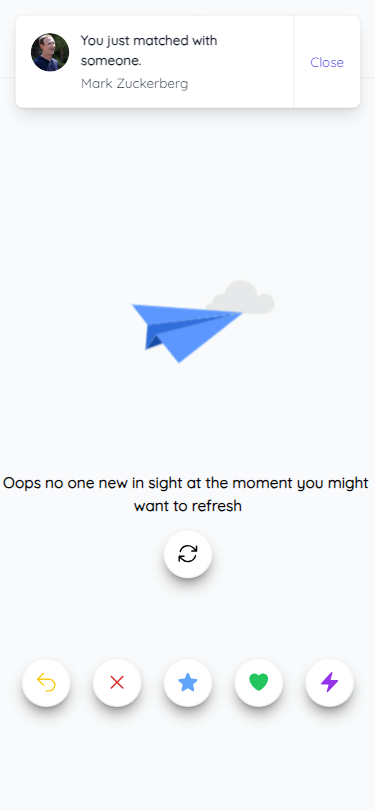 You just matched with
someone.
Mark Zuckerberg
Close
Oops no one new in sight at the moment you might
want to refresh